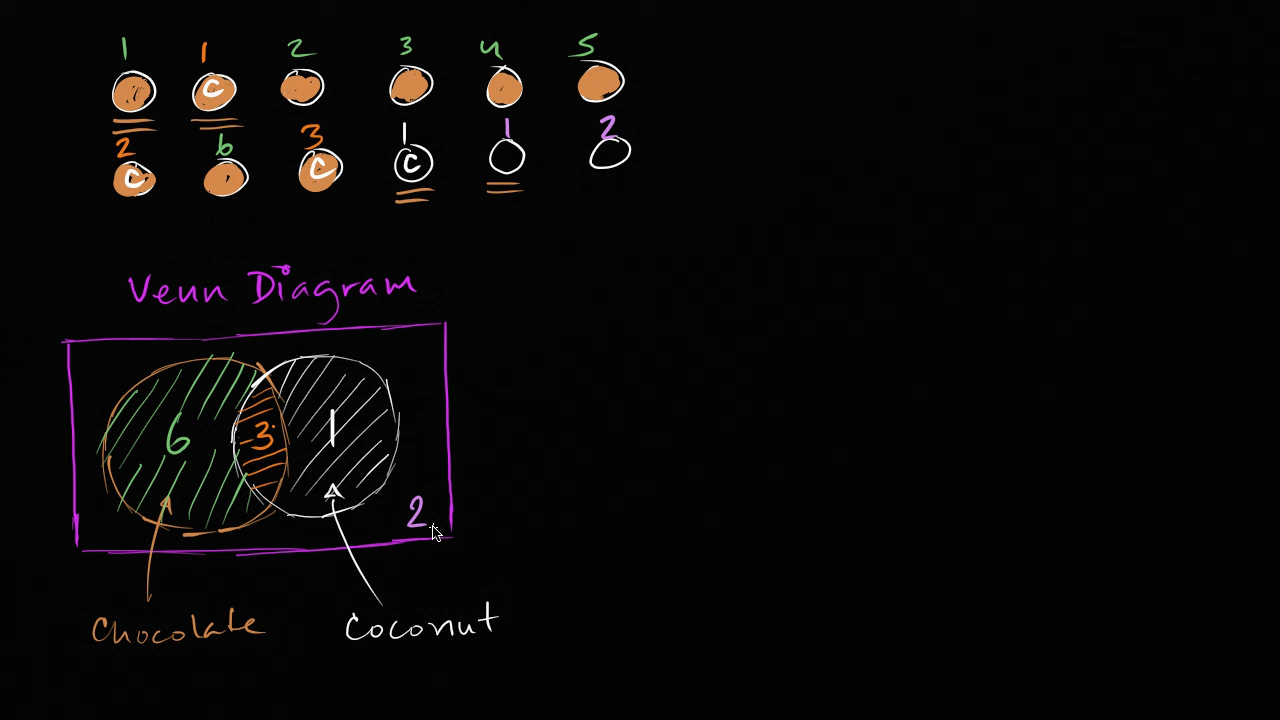 1 1 2 3 4 5
C
2 6 3 1 1 2
C C C
Venn Diagram
6 3 1
2
Chocolate Coconut